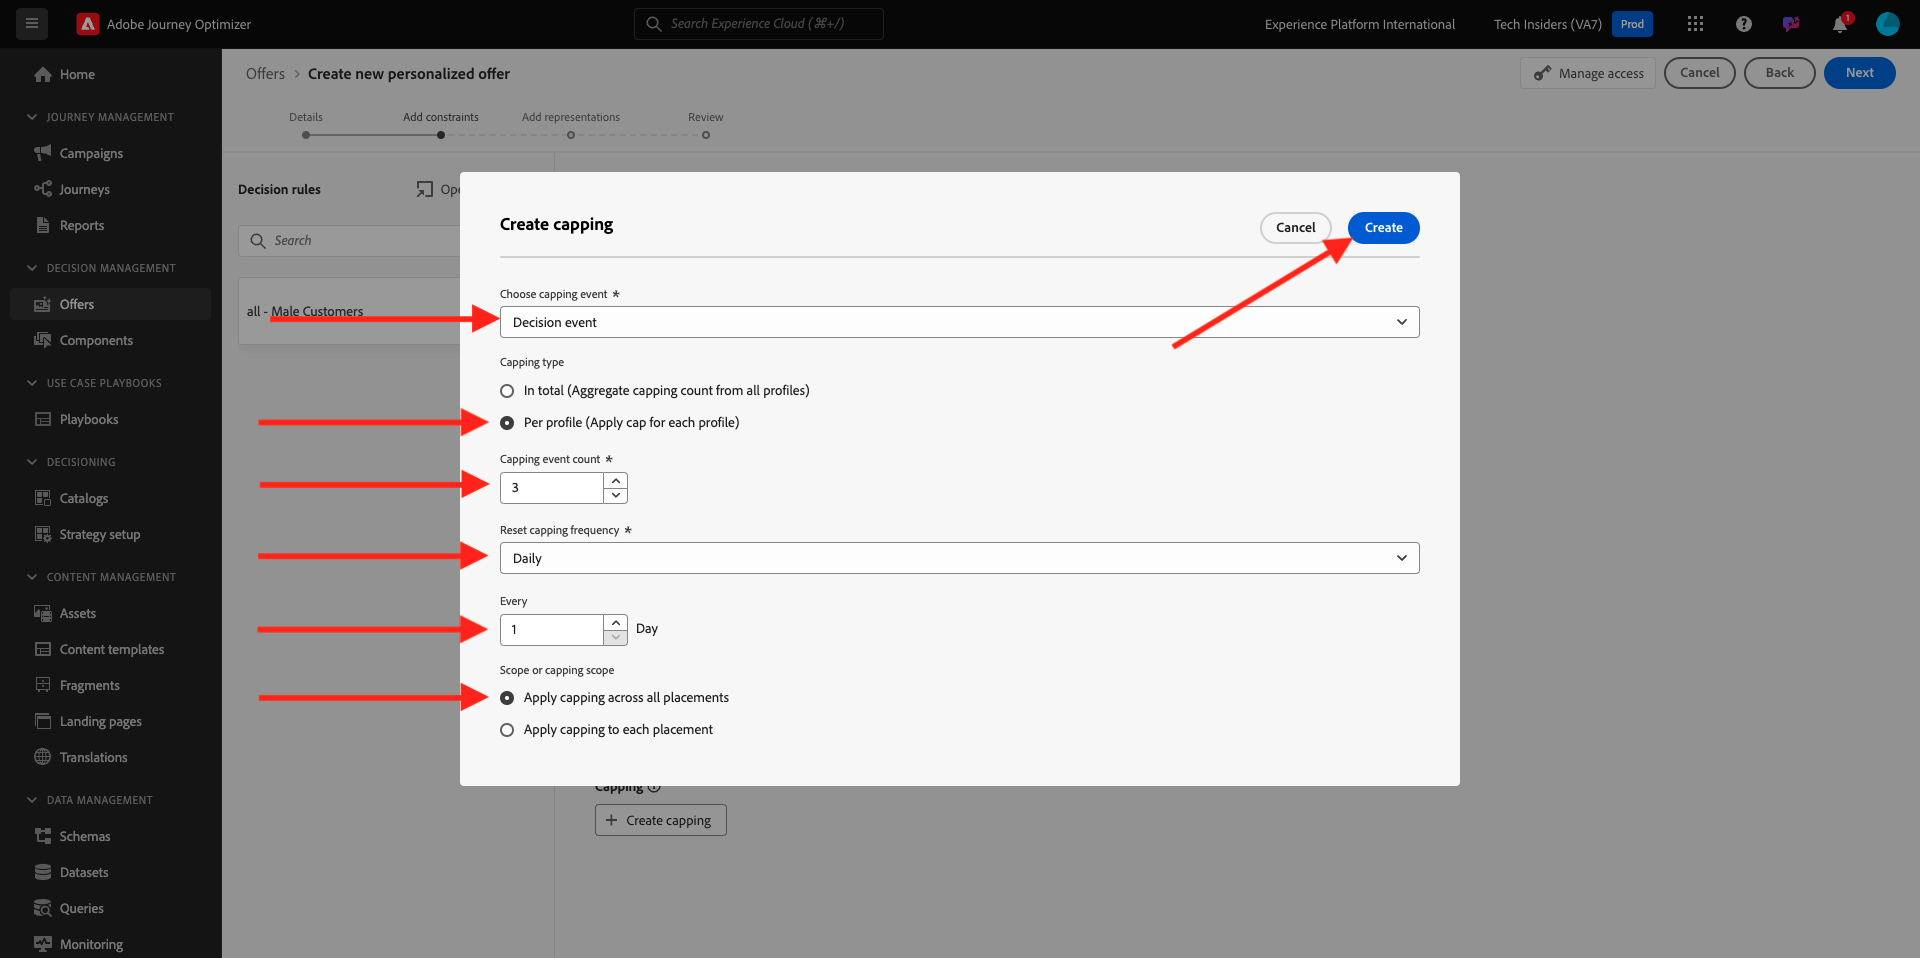 Adobe Journey Optimizer
Search Experience Cloud (⌘+/)
Experience Platform International
Tech Insiders (VA7)
Prod
1
Home
JOURNEY MANAGEMENT
Campaigns
Journeys
Reports
DECISION MANAGEMENT
Offers
Components
USE CASE PLAYBOOKS
Playbooks
DECISIONING
Catalogs
Strategy setup
CONTENT MANAGEMENT
Assets
Content templates
Fragments
Landing pages
Translations
DATA MANAGEMENT
Schemas
Datasets
Queries
Monitoring
Offers > Create new personalized offer
Manage access
Cancel
Back
Next
Details
Add constraints
Add representations
Review
Decision rules
Ope
Search
all - Male Customers
Create capping
Cancel
Create
Choose capping event *
Decision event
Capping type
In total (Aggregate capping count from all profiles)
Per profile (Apply cap for each profile)
Capping event count *
3
Reset capping frequency *
Daily
Every
1
Day
Scope or capping scope
Apply capping across all placements
Apply capping to each placement
Capping
+ Create capping